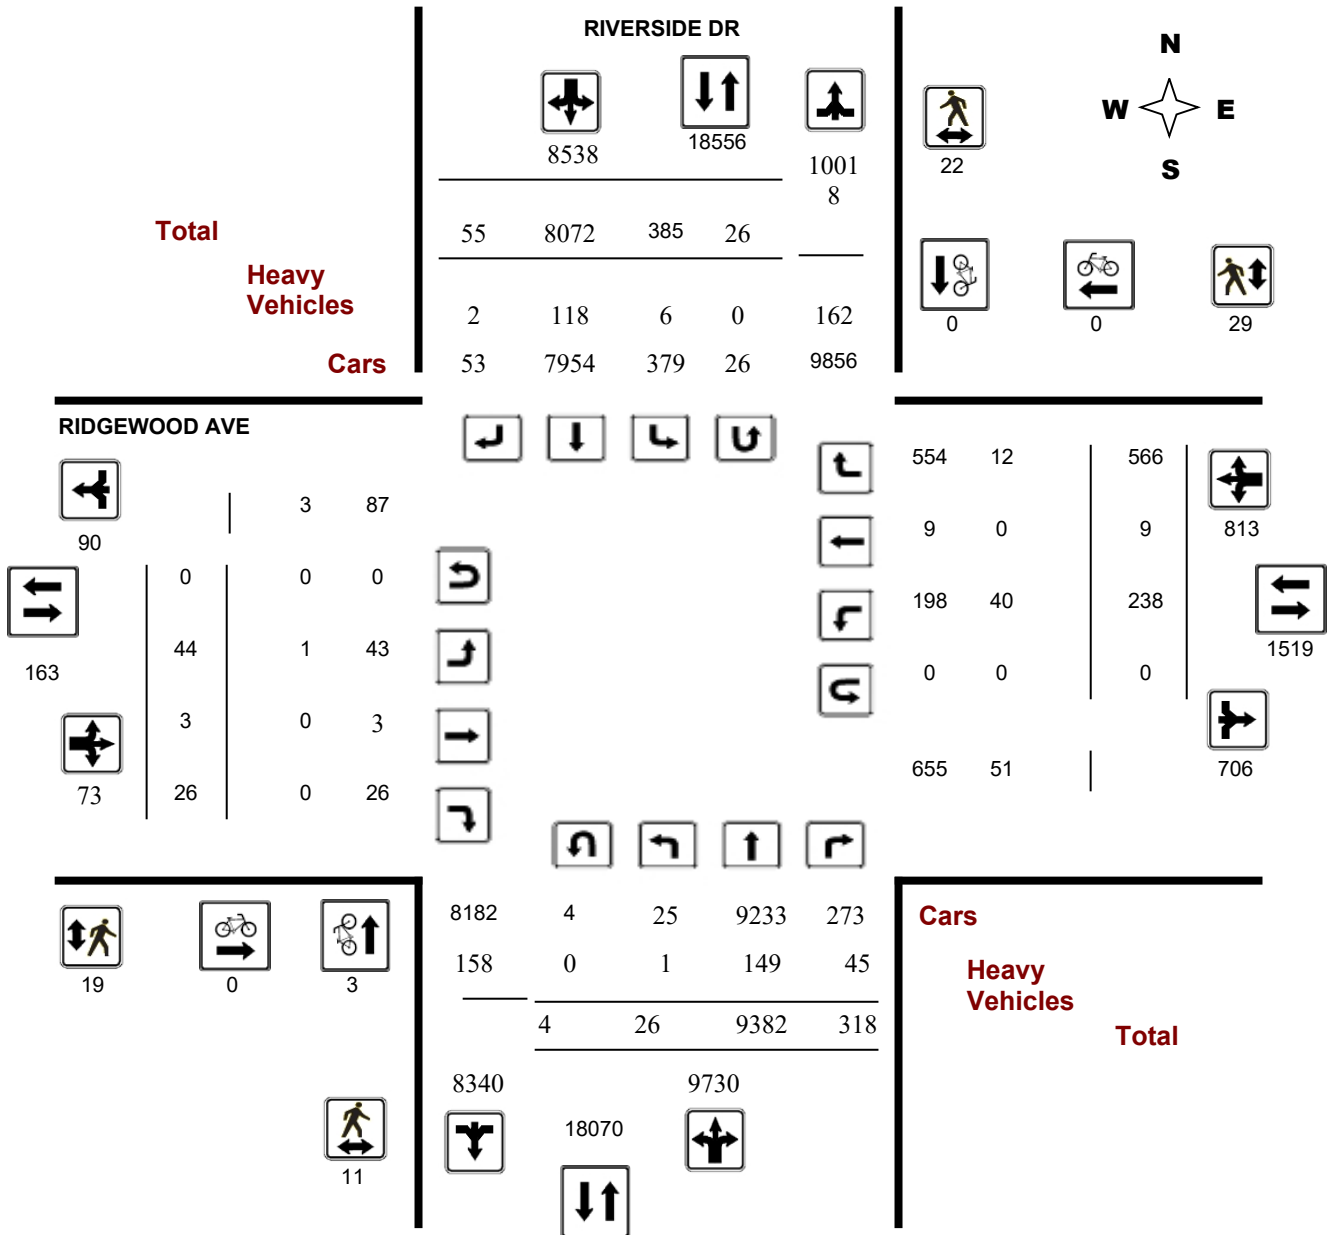 RIVERSIDE DR
N
W E
S
8538
18556
1001
8
22
Total
55 8072 385 26
Heavy
Vehicles
2 118 6 0 162
0 0 29
Cars
53 7954 379 26 9856
RIDGEWOOD AVE
554 12 566
3 87
90
9 0 9 813
0 0 0
198 40 238
44 1 43
163
1519
0 0 0
3 0 3
73 26 0 26
655 51 706
8182 4 25 9233 273
Cars
158 0 1 149 45
Heavy
Vehicles
19 0 3
4 26 9382 318
Total
8340 9730
18070
11